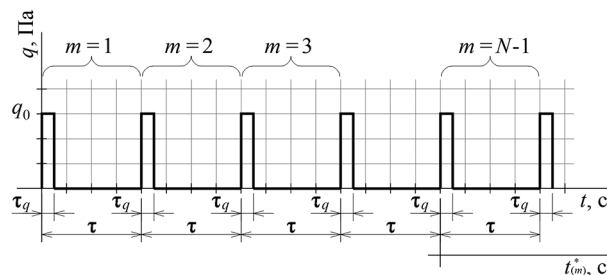 q, Па
m = 1 m = 2 m = 3 m = N-1
q₀
τq τq τq τq τq τq t, с
τ τ τ τ τ
t*(m), с